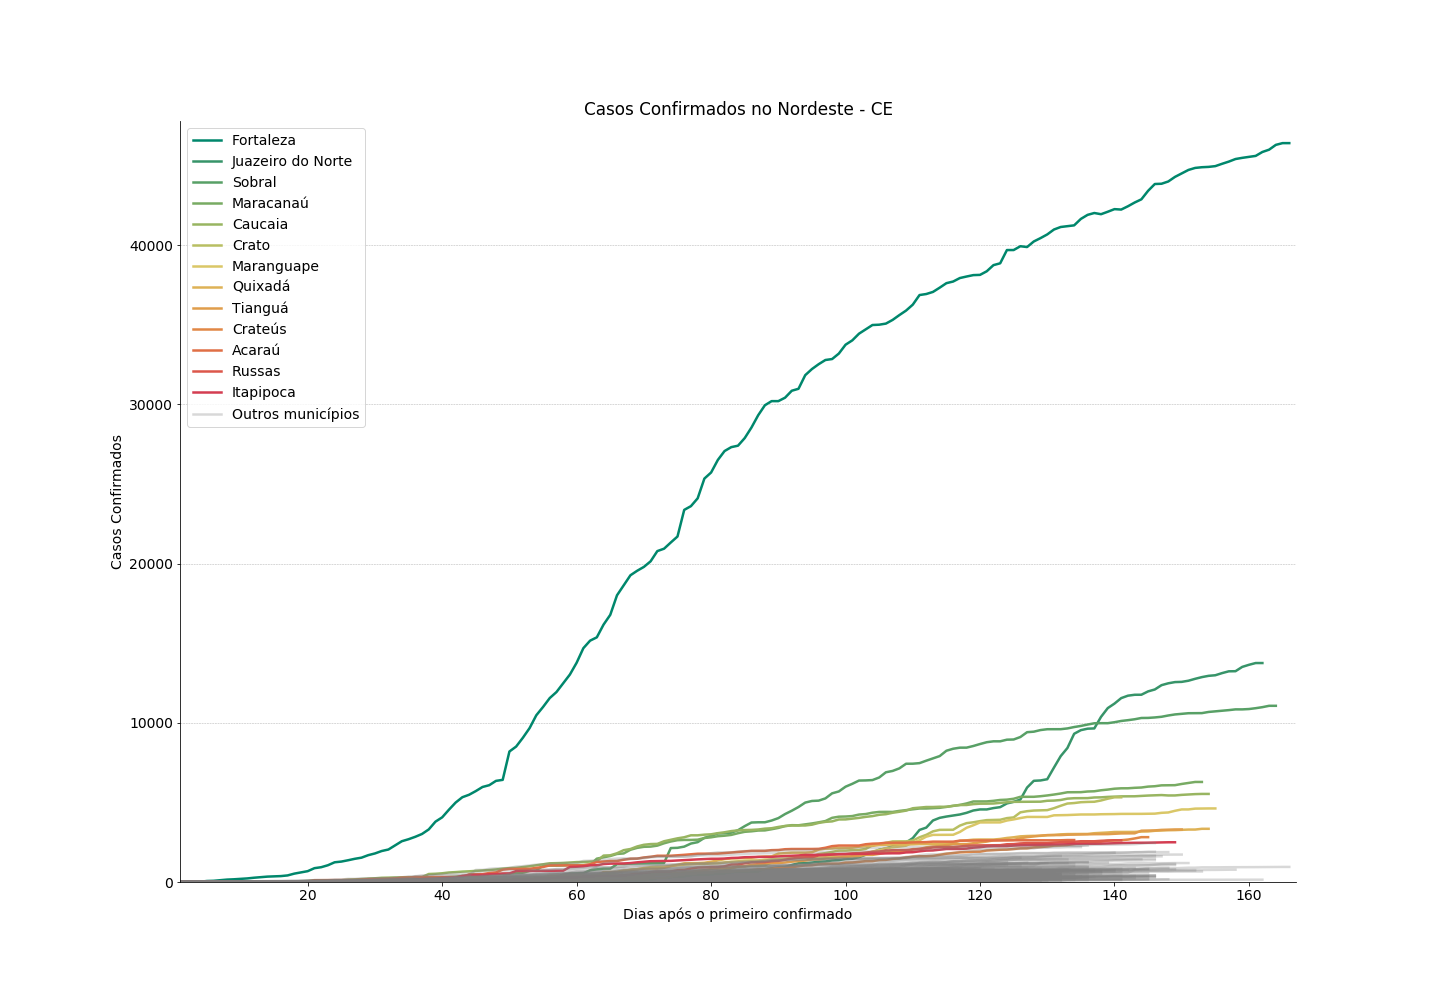 Casos Confirmados no Nordeste - CE
Fortaleza
Juazeiro do Norte
Sobral
Maracanaú
Caucaia
Crato
Maranguape
Quixadá
Tianguá
Crateús
Acaraú
Russas
Itapipoca
Outros municípios
Casos Confirmados
40000
30000
20000
10000
0
20 40 60 80 100 120 140 160
Dias após o primeiro confirmado